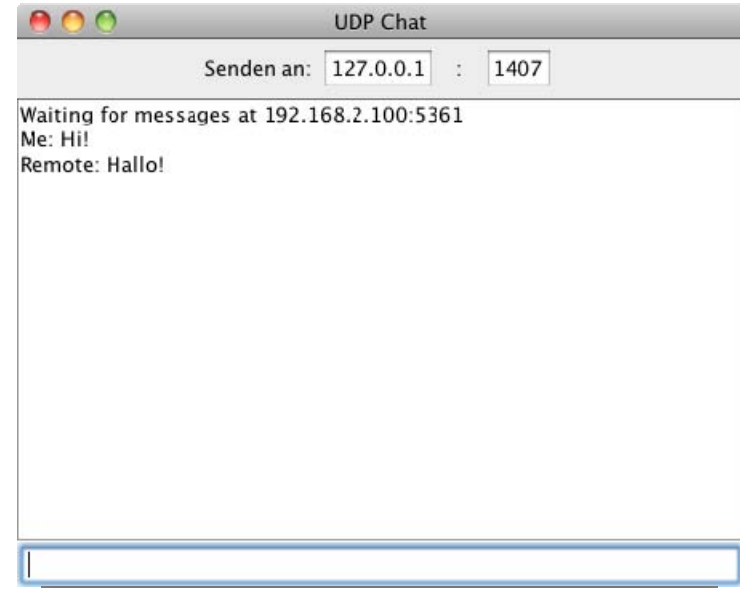 UDP Chat
Senden an: 127.0.0.1 : 1407
Waiting for messages at 192.168.2.100:5361
Me: Hi!
Remote: Hallo!